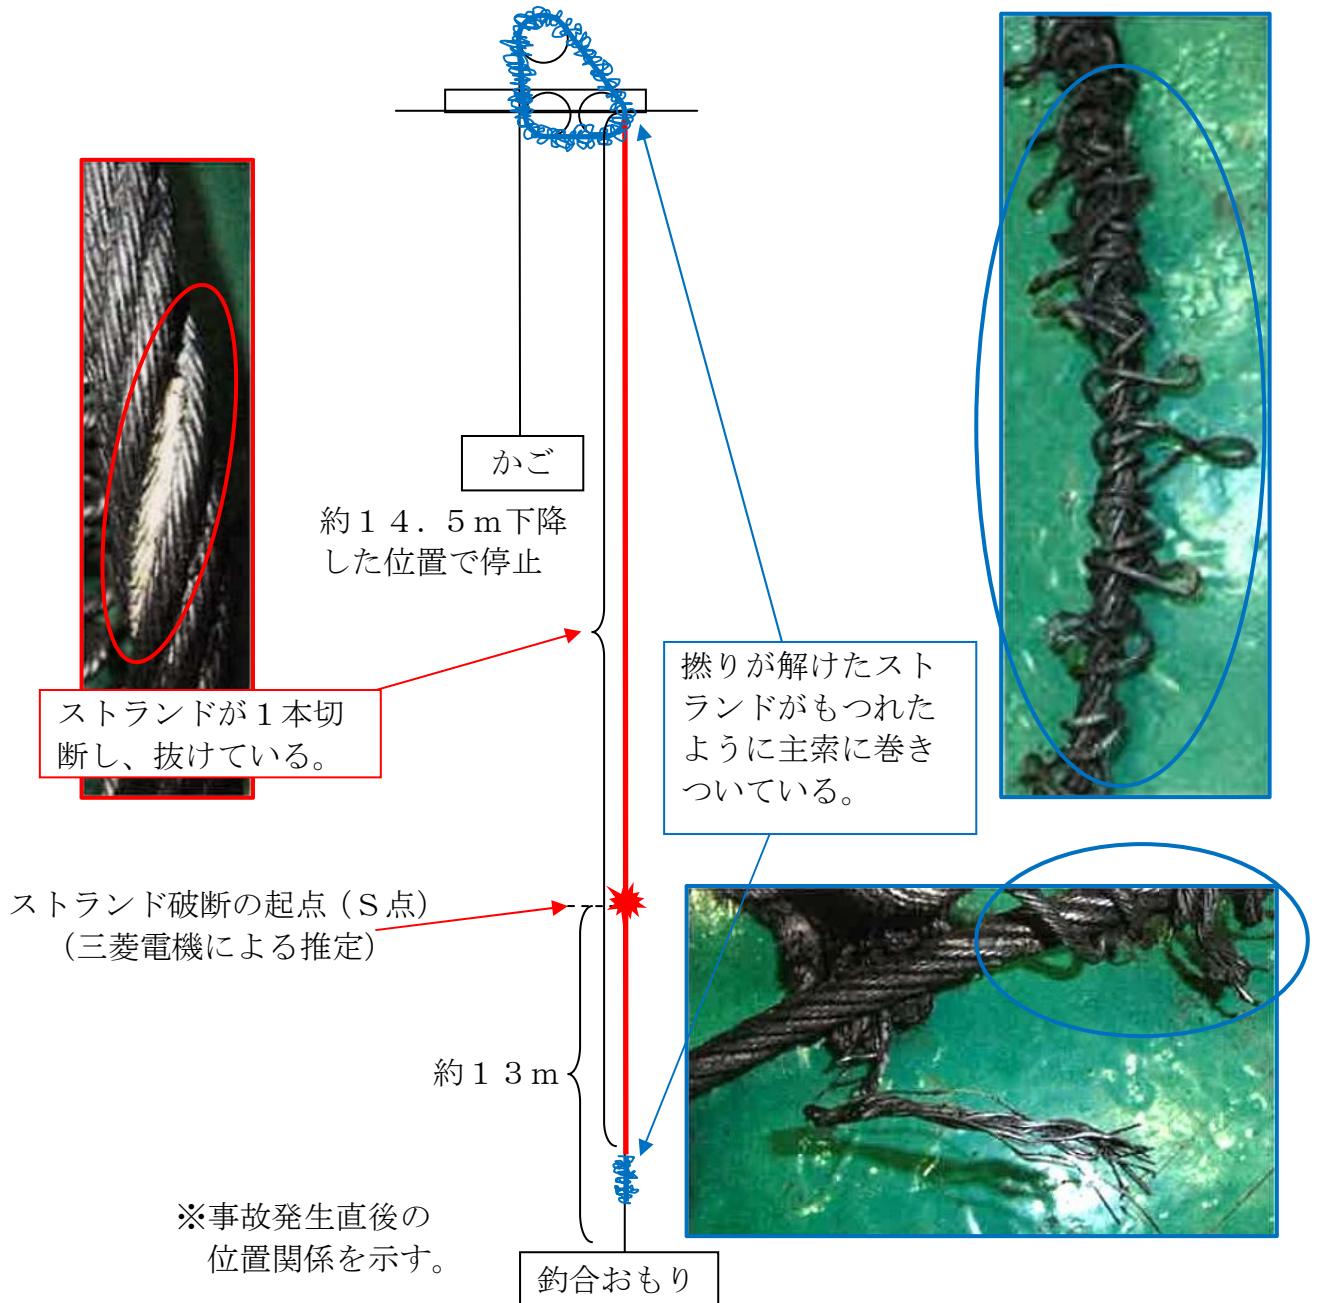 かご
約１４．５ｍ下降
した位置で停止
ストランドが１本切
断し、抜けている。
撚りが解けたスト
ランドがもつれた
ように主索に巻き
ついている。
ストランド破断の起点（Ｓ点）
（三菱電機による推定）
約１３ｍ
※事故発生直後の
位置関係を示す。
釣合おもり